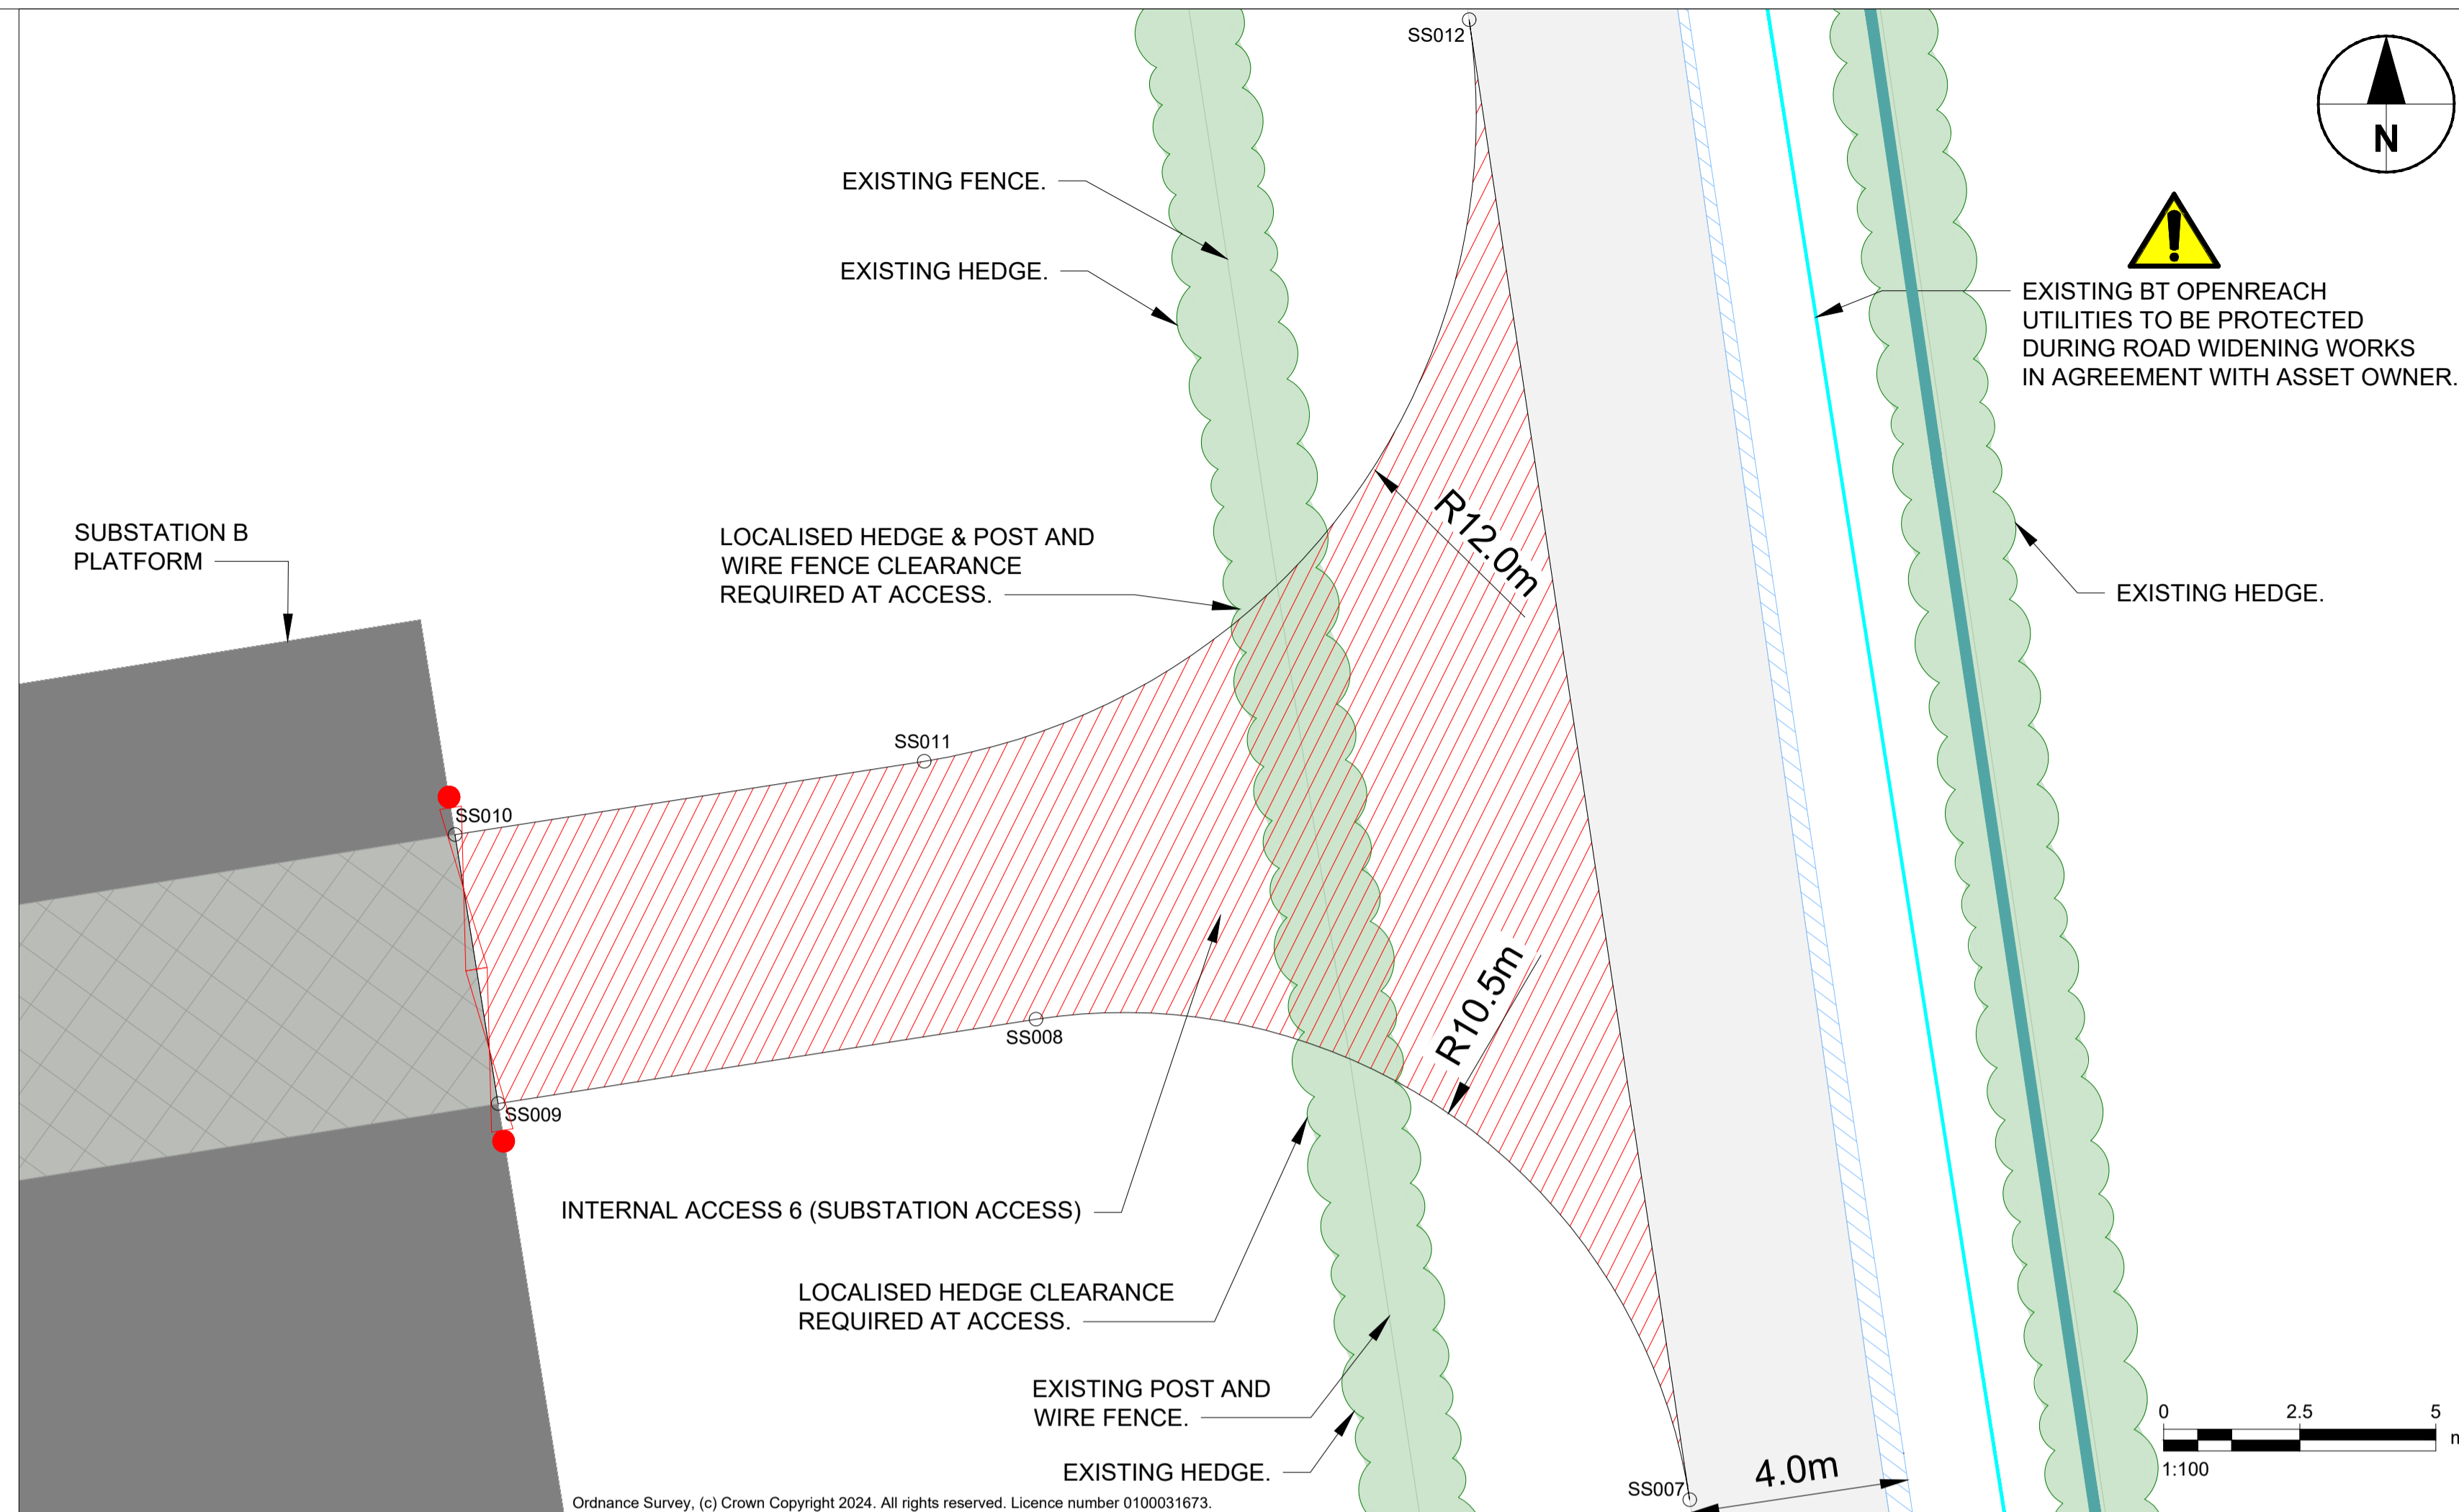 SS012
N
EXISTING FENCE.
EXISTING HEDGE.
EXISTING BT OPENREACH
UTILITIES TO BE PROTECTED
DURING ROAD WIDENING WORKS
IN AGREEMENT WITH ASSET OWNER.
SUBSTATION B
PLATFORM
LOCALISED HEDGE & POST AND
WIRE FENCE CLEARANCE
REQUIRED AT ACCESS.
R12.0m
EXISTING HEDGE.
SS011
SS010
R10.5m
SS008
SS009
INTERNAL ACCESS 6 (SUBSTATION ACCESS)
LOCALISED HEDGE CLEARANCE
REQUIRED AT ACCESS.
EXISTING POST AND
WIRE FENCE.
EXISTING HEDGE.
SS007
4.0m
0 2.5 5
1:100
Ordnance Survey, (c) Crown Copyright 2024. All rights reserved. Licence number 0100031673.